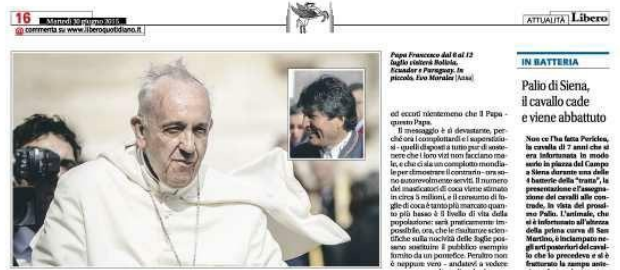 16
Martedì 30 giugno 2015
@ commenta su www.liberoquotidiano.it
ATTUALITÀ Libero
Papa Francesco dal 6 al 12
luglio visiterà Bolivia,
Ecuador e Paraguay. In
piccolo, Evo Morales [Ansa]
ed eccoti nientemeno che il Papa -
questo Papa.
Il messaggio è sì devastante, per-
ché ora i complottardi e i superstizio-
si - quelli disposti a tutto pur di soste-
nere che i loro vizi non facciano ma-
le, e che ci sia un complotto mondia-
le per dimostrare il contrario - ora so-
no autorevolmente serviti. Il numero
dei masticatori di coca viene stimato
in circa 5 milioni, e il consumo di fo-
glie di coca è tanto più marcato quan-
to più basso è il livello di vita della
popolazione: sarà praticamente im-
possibile, ora, che le risultanze scien-
tifiche sulla nocività delle foglie pos-
sano sostituire il pubblico esempio
fornito da un pontefice. Peraltro non
è neppure vero - andatevi a vedere
IN BATTERIA
Palio di Siena,
il cavallo cade
e viene abbattuto
Non ce l'ha fatta Periclea,
la cavalla di 7 anni che si
era infortunata in modo
serio in piazza del Campo
a Siena durante una delle
4 batterie della "tratta", la
presentazione e l'assegna-
zione dei cavalli alle con-
trade, in vista del prossi-
mo Palio. L'animale, che
si è infortunato all'altezza
della prima curva di San
Martino, è inciampato ne-
gli arti posteriori del caval-
lo che lo precedeva e si è
fratturato la zampa ante-